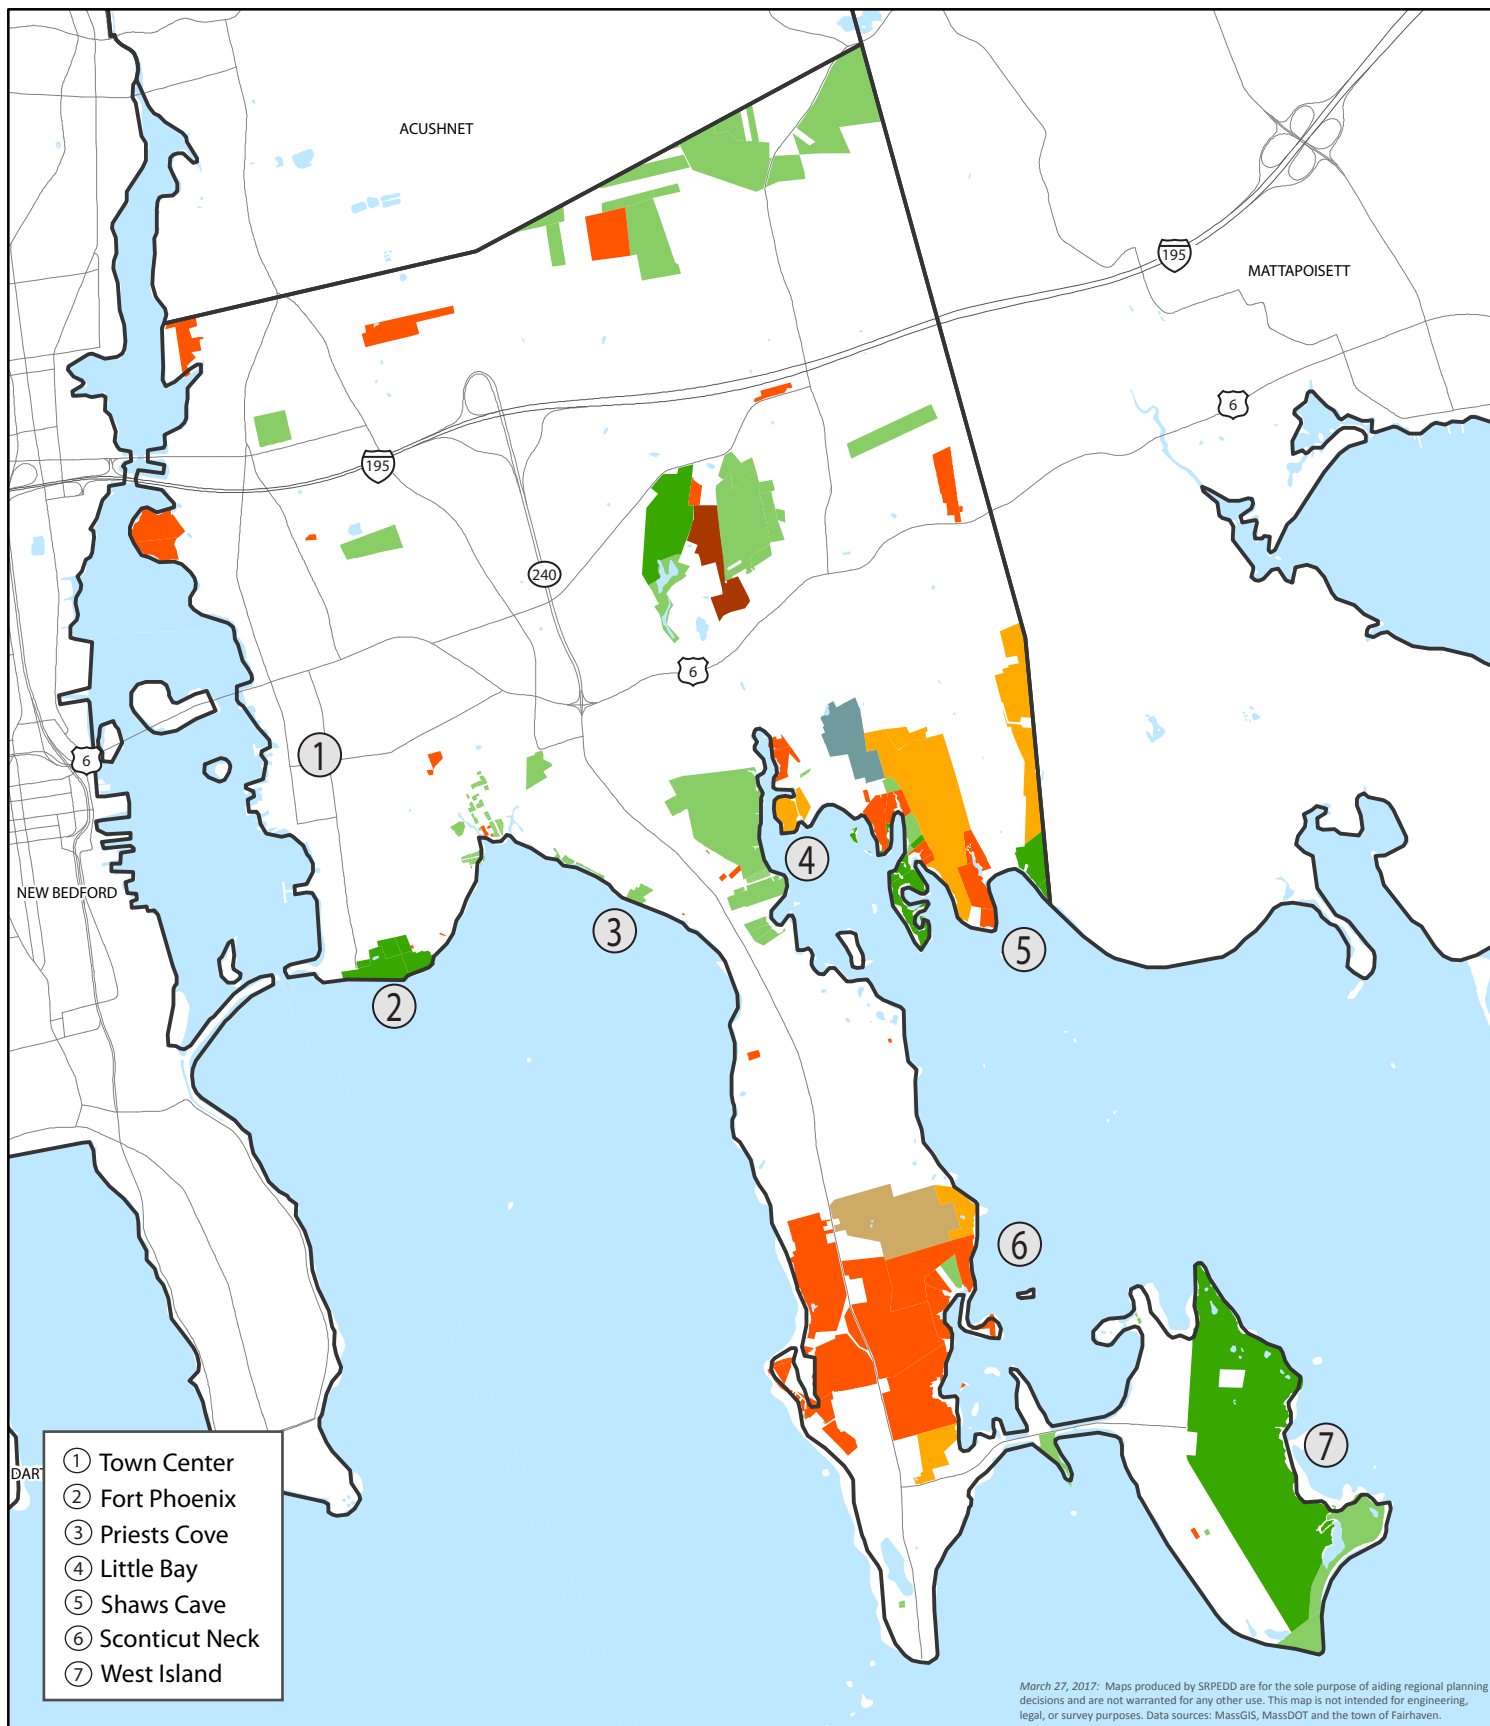 ACUSHNET
195
MATTAPOISETT
6
195
240
6
1
6
4
NEW BEDFORD
3
5
2
6
7
DART
1 Town Center
2 Fort Phoenix
3 Priests Cove
4 Little Bay
5 Shaws Cave
6 Sconticut Neck
7 West Island
March 27, 2017: Maps produced by SRPEDD are for the sole purpose of aiding regional planning
decisions and are not warranted for any other use. This map is not intended for engineering,
legal, or survey purposes. Data sources: MassGIS, MassDOT and the town of Fairhaven.